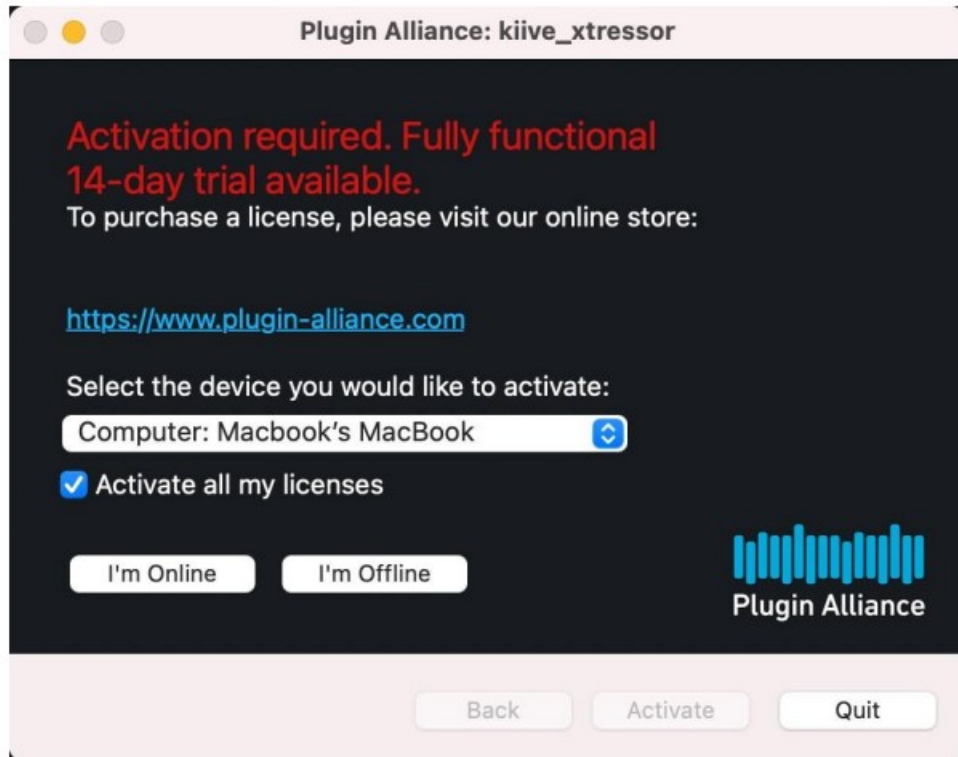 Plugin Alliance: kiive_xtressor
Activation required. Fully functional
14-day trial available.
To purchase a license, please visit our online store:
https://www.plugin-alliance.com
Select the device you would like to activate:
Computer: Macbook's MacBook
Activate all my licenses
I'm Online I'm Offline
Plugin Alliance
Back Activate Quit